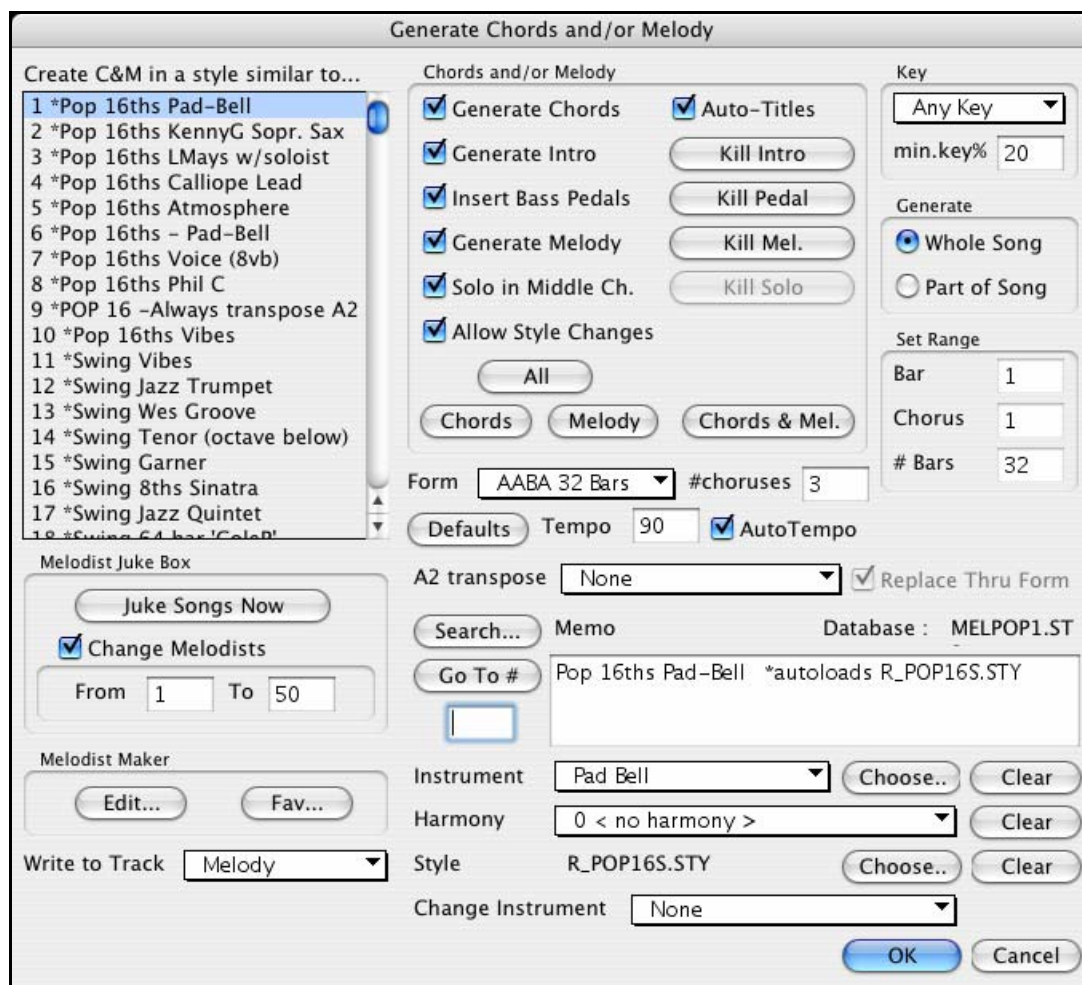 Generate Chords and/or Melody
Create C&M in a style similar to...
1 *Pop 16ths Pad-Bell
2 *Pop 16ths KennyG Sopr. Sax
3 *Pop 16ths LMays w/soloist
4 *Pop 16ths Calliope Lead
5 *Pop 16ths Atmosphere
6 *Pop 16ths - Pad-Bell
7 *Pop 16ths Voice (8vb)
8 *Pop 16ths Phil C
9 *POP 16 -Always transpose A2
10 *Pop 16ths Vibes
11 *Swing Vibes
12 *Swing Jazz Trumpet
13 *Swing Wes Groove
14 *Swing Tenor (octave below)
15 *Swing Garner
16 *Swing 8ths Sinatra
17 *Swing Jazz Quintet
18 *Swing 64 bar 'ColeP'
Melodist Juke Box
Juke Songs Now
Change Melodists
From 1 To 50
Melodist Maker
Edit... Fav...
Write to Track Melody
Chords and/or Melody
Generate Chords Auto-Titles
Generate Intro Kill Intro
Insert Bass Pedals Kill Pedal
Generate Melody Kill Mel.
Solo in Middle Ch. Kill Solo
Allow Style Changes
All
Chords Melody Chords & Mel.
Key
Any Key
min.key% 20
Generate
Whole Song
Part of Song
Set Range
Bar 1
Chorus 1
# Bars 32
Form AABA 32 Bars #choruses 3
Defaults Tempo 90 AutoTempo
A2 transpose None Replace Thru Form
Search... Memo Database : MELPOP1.ST
Go To # Pop 16ths Pad-Bell *autoloads R_POP16S.STY
Instrument Pad Bell Choose.. Clear
Harmony 0 < no harmony > Clear
Style R_POP16S.STY Choose.. Clear
Change Instrument None
OK Cancel